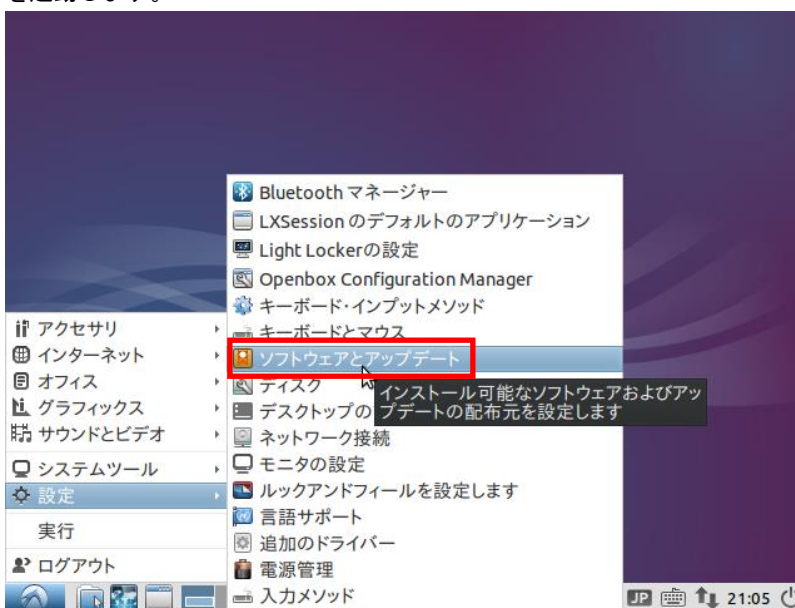 を起動します。
Bluetooth マネージャー
LXSession のデフォルトのアプリケーション
Light Lockerの設定
Openbox Configuration Manager
キーボード・インプットメソッド
キーボードとマウス
ソフトウェアとアップデート
ディスク
インストール可能なソフトウェアおよびアッ
プデートの配布元を設定します
デスクトップの
ネットワーク接続
モニタの設定
ルックアンドフィールを設定します
言語サポート
追加のドライバー
電源管理
入力メソッド
アクセサリ
インターネット
オフィス
グラフィックス
サウンドとビデオ
システムツール
設定
実行
ログアウト
JP
21:05